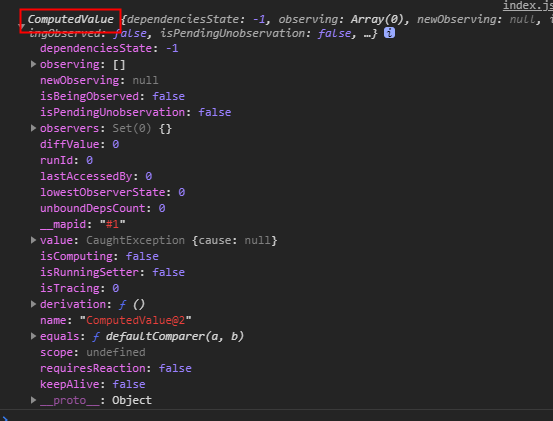 index.js
ComputedValue {dependenciesState: -1, observing: Array(0), newObserving: null, i
ingObserved: false, isPendingUnobservation: false, …} i
dependenciesState: -1
observing: []
newObserving: null
isBeingObserved: false
isPendingUnobservation: false
observers: Set(0) {}
diffValue: 0
runId: 0
lastAccessedBy: 0
lowestObserverState: 0
unboundDepsCount: 0
__mapid: "#1"
value: CaughtException {cause: null}
isComputing: false
isRunningSetter: false
isTracing: 0
derivation: ƒ ()
name: "ComputedValue@2"
equals: ƒ defaultComparer(a, b)
scope: undefined
requiresReaction: false
keepAlive: false
__proto__: Object